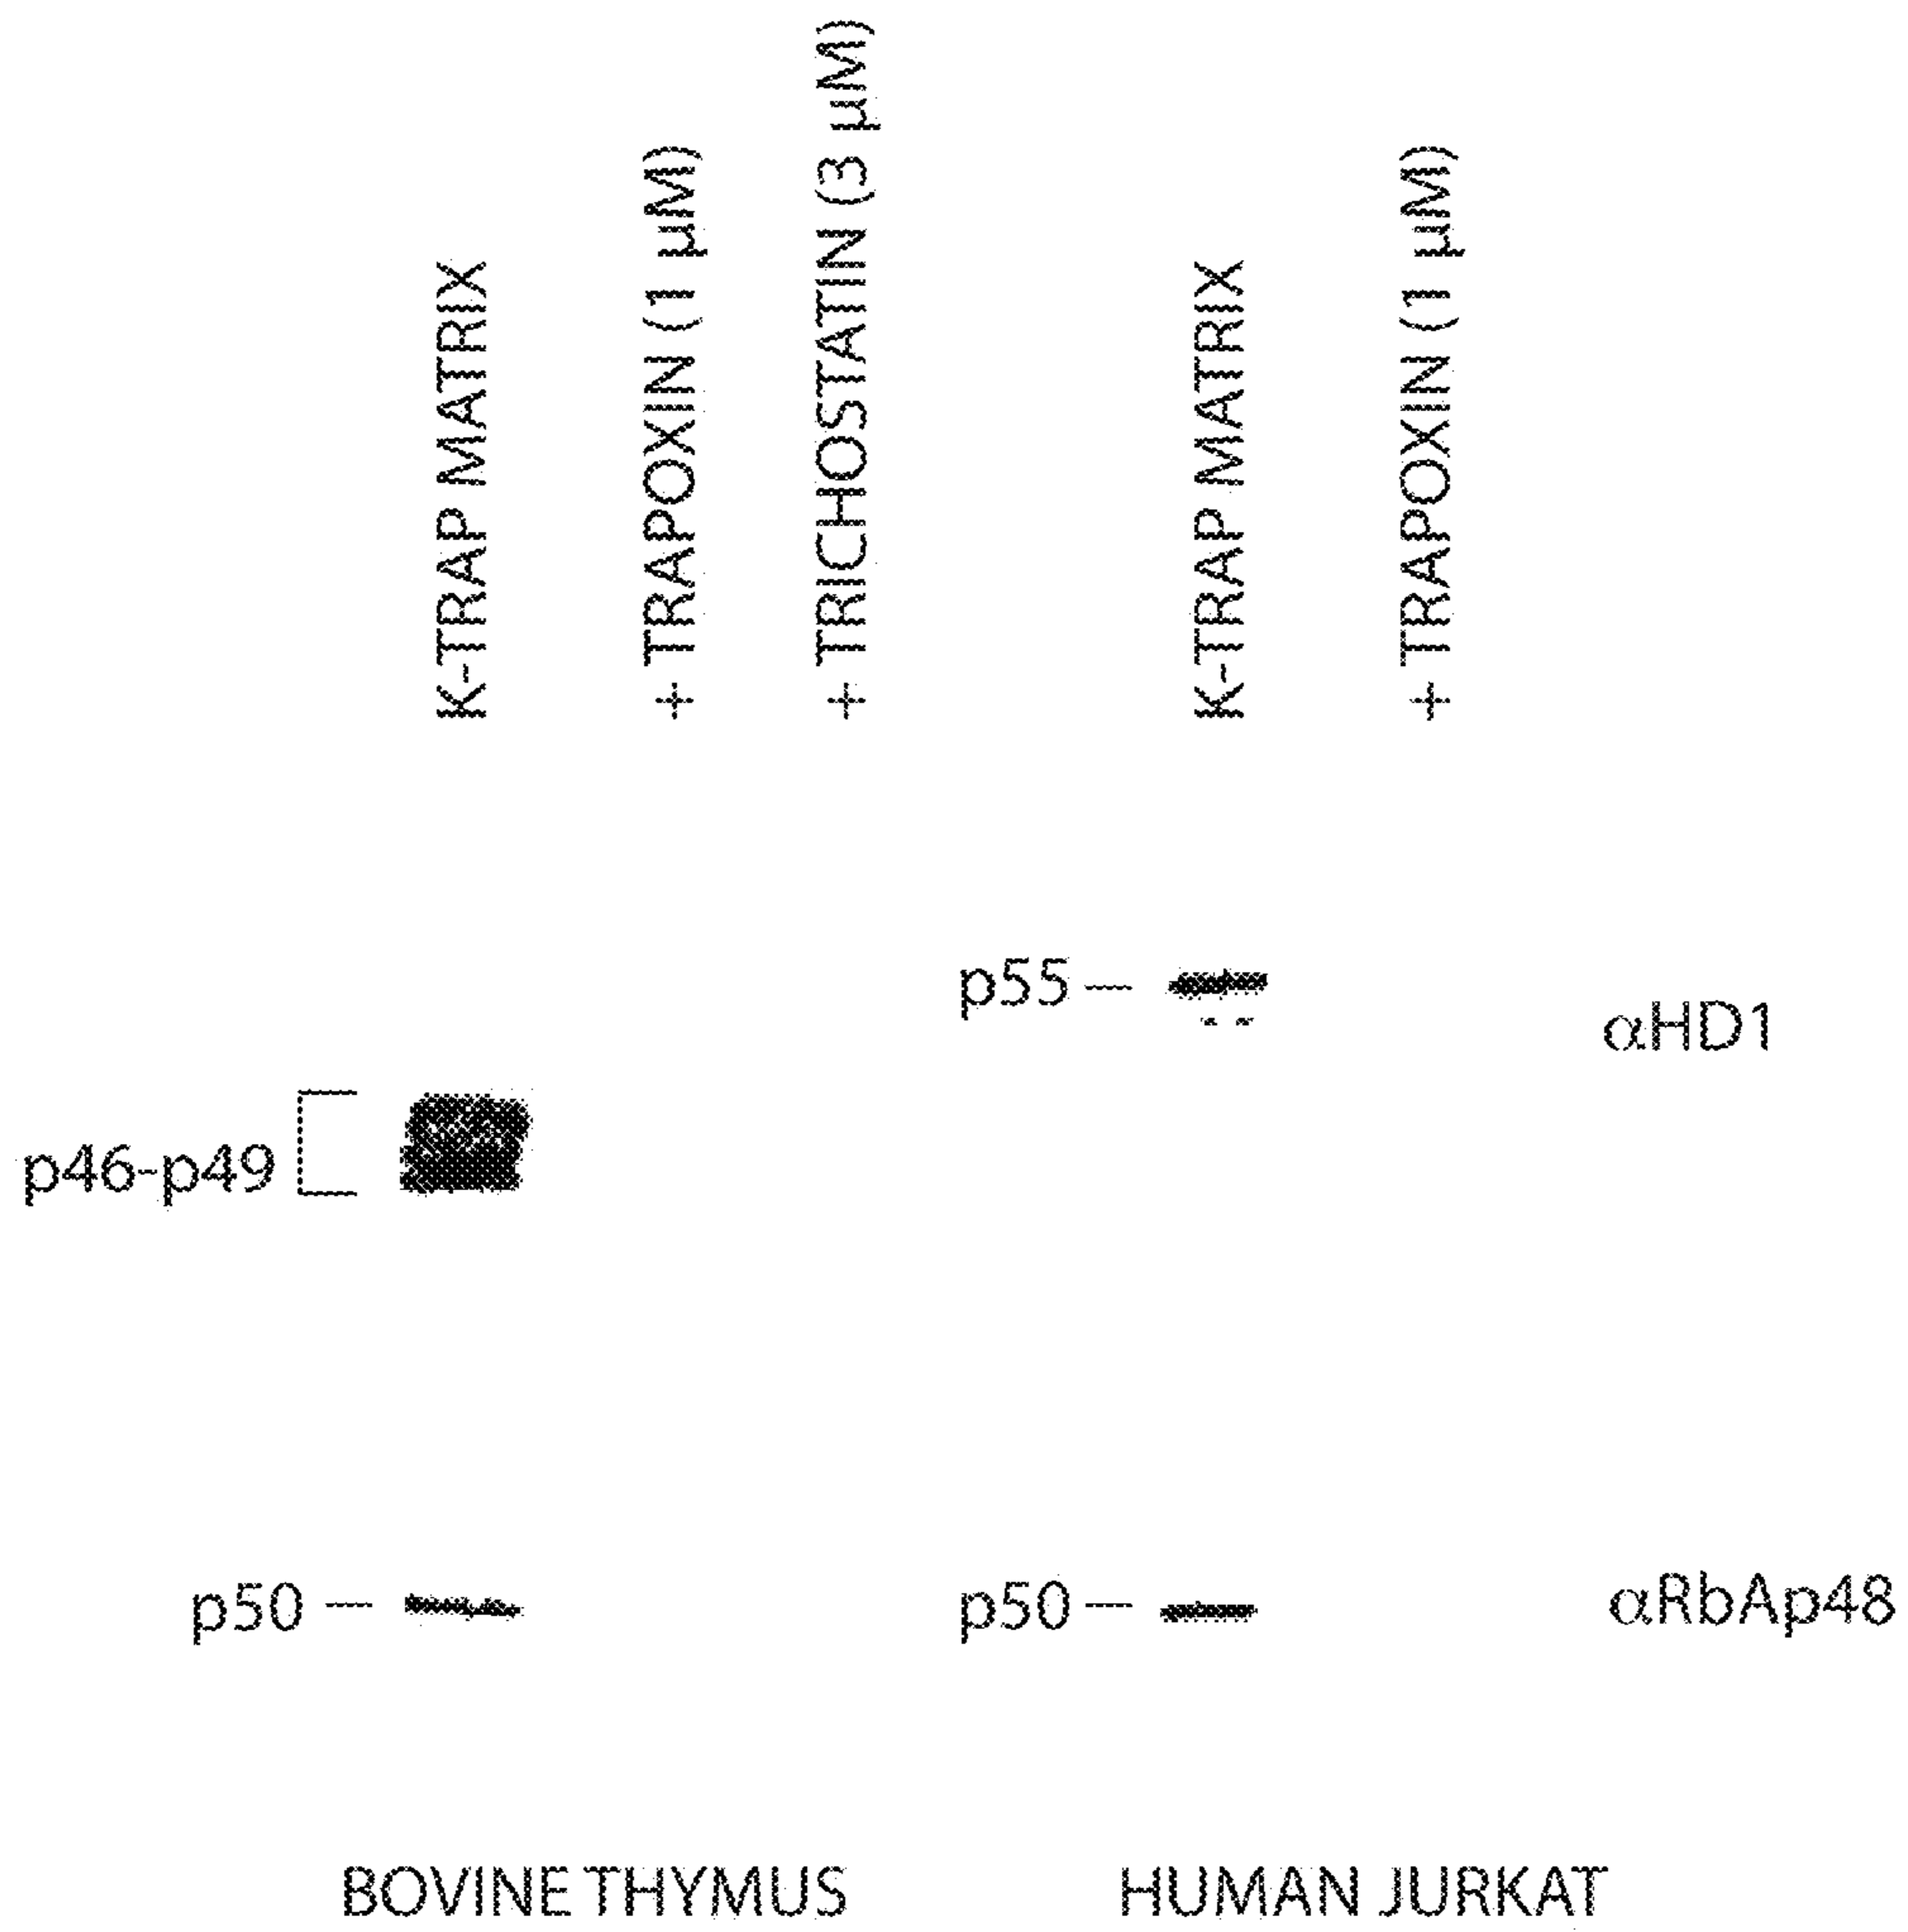 K-TRAP MATRIX
+ TRAPOXIN (1 µM)
+ TRICHOSTATIN (3 µM)
K-TRAP MATRIX
+ TRAPOXIN (1 µM)
p55
αHD1
p46-p49
p50
p50
αRbAp48
BOVINE THYMUS
HUMAN JURKAT